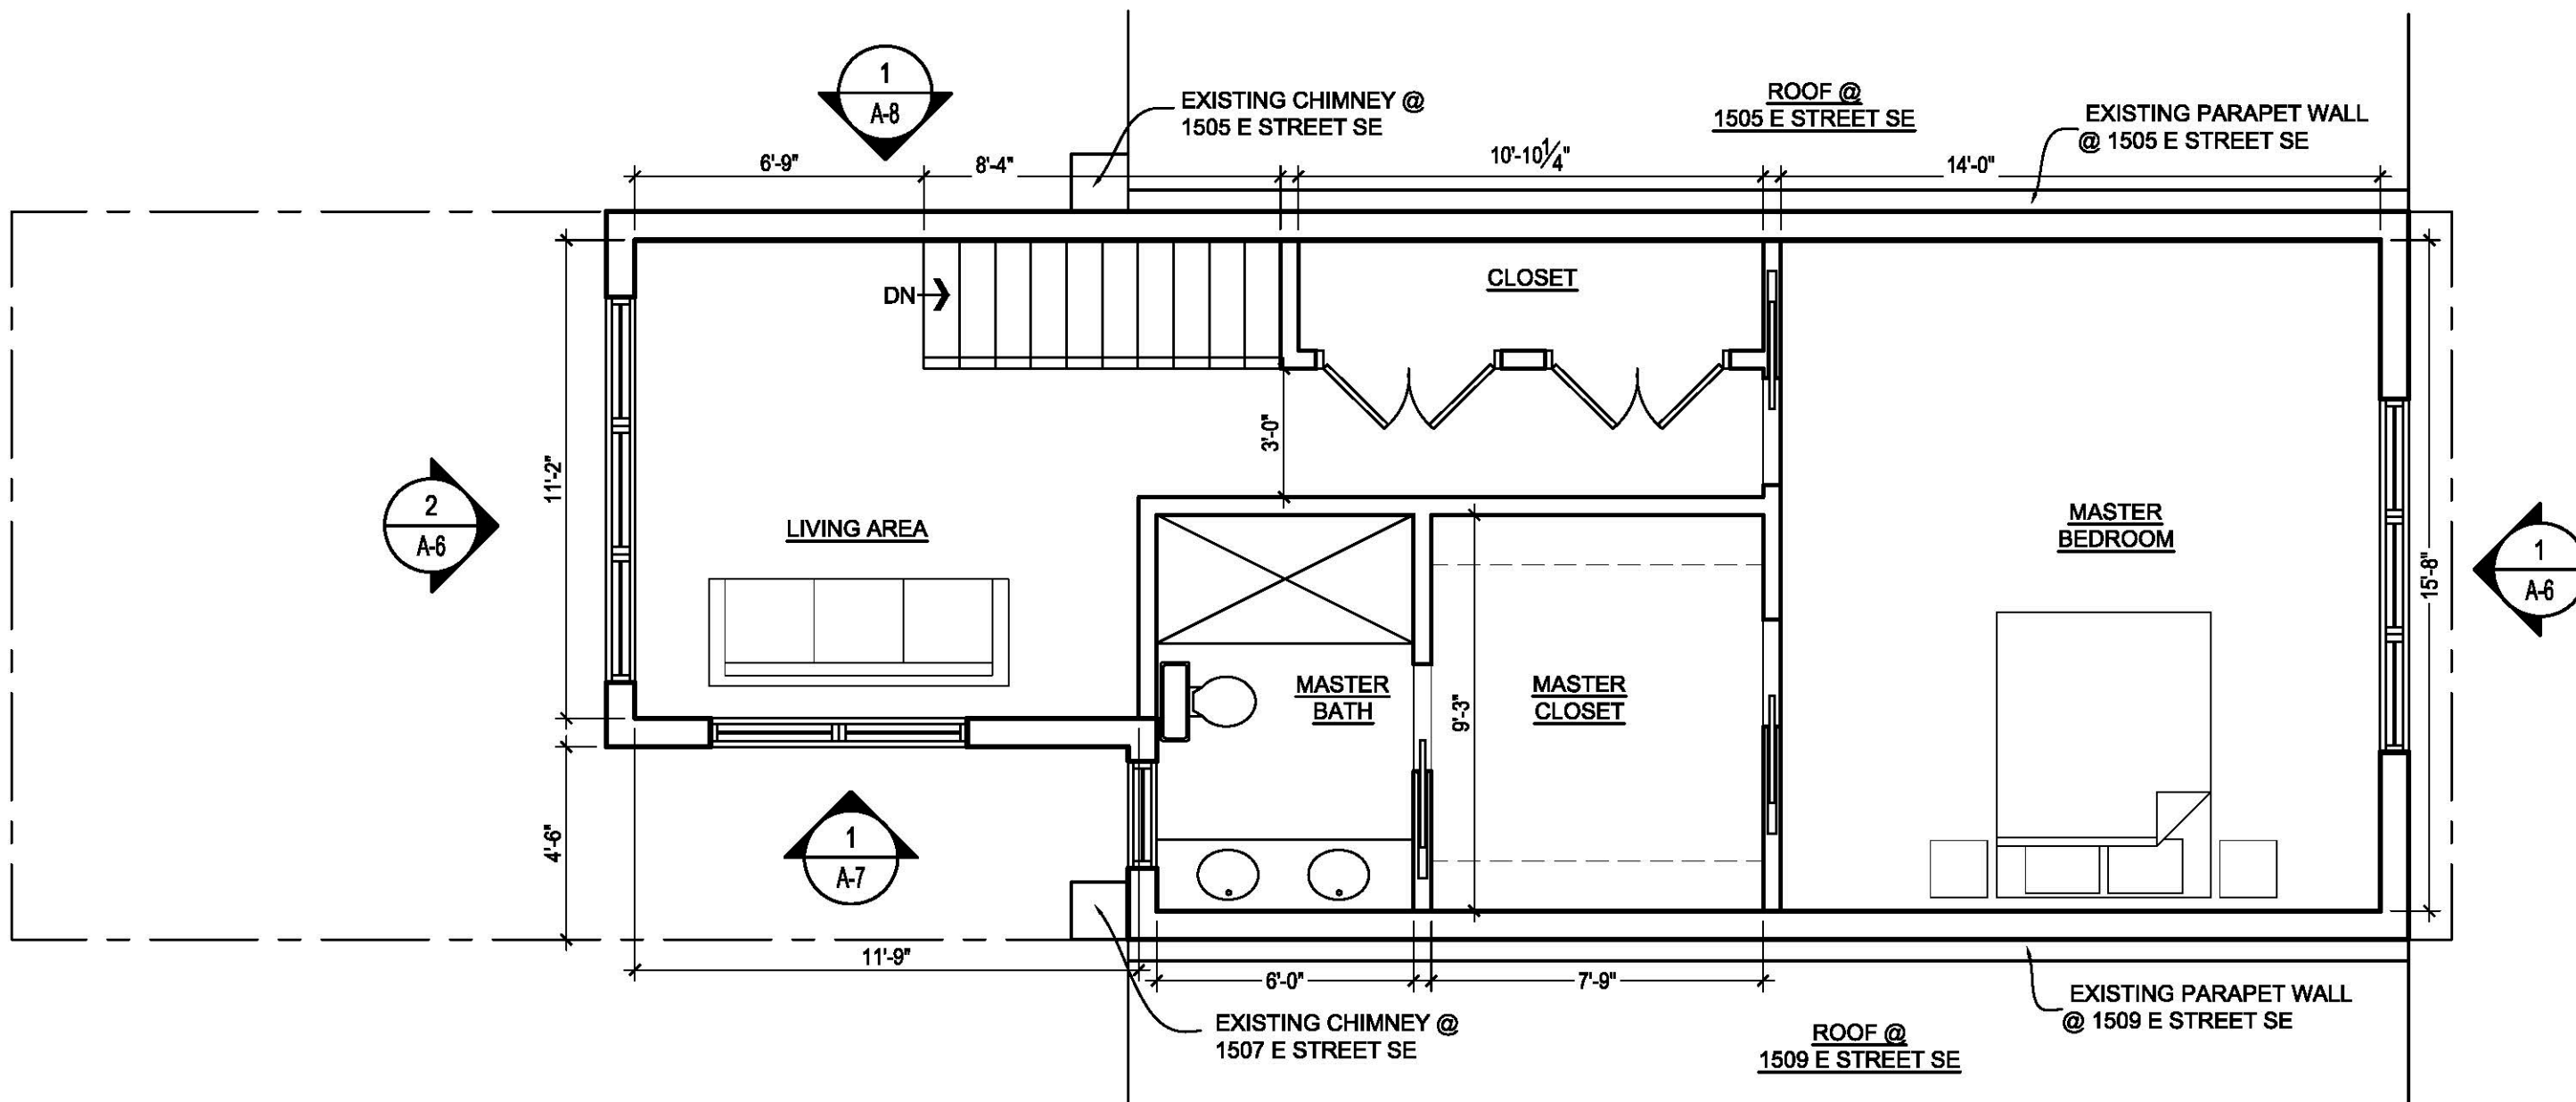 1
A-8
EXISTING CHIMNEY @
1505 E STREET SE
ROOF @
1505 E STREET SE
EXISTING PARAPET WALL
@ 1505 E STREET SE
6'-9"
8'-4"
10'-10 1/4"
14'-0"
DN
CLOSET
3'-0"
11'-2"
2
A-6
LIVING AREA
MASTER
BEDROOM
15'-8"
1
A-6
MASTER
BATH
9'-3"
MASTER
CLOSET
4'-6"
1
A-7
11'-9"
6'-0"
7'-9"
EXISTING CHIMNEY @
1507 E STREET SE
EXISTING PARAPET WALL
@ 1509 E STREET SE
ROOF @
1509 E STREET SE